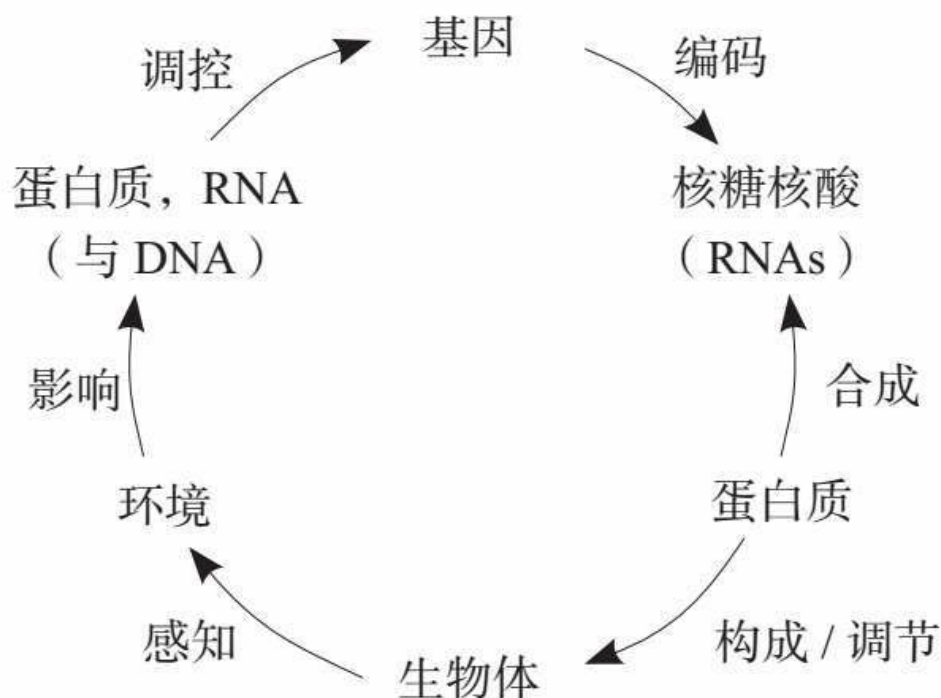 基因
编码
核糖核酸
（RNAs）
合成
蛋白质
构成 / 调节
生物体
感知
环境
影响
蛋白质，RNA
（与 DNA）
调控